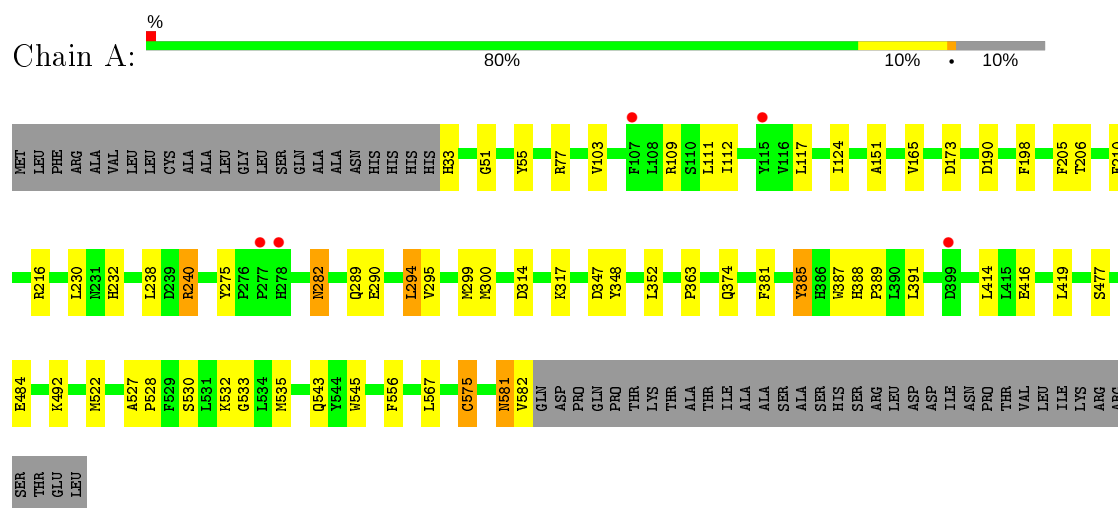 %
Chain A:
80% 10% • 10%
MET LEU PHE ARG ALA VAL LEU LEU CYS ALA ALA LEU GLY LEU SER GLN ALA ALA ASN HIS HIS HIS HIS H33 G51 Y55 R77 V103 F107 L108 R109 S110 L111 I112 Y115 V116 L117 I124 A151 V165 D173 D190 F198 F205 T206
R216 L230 N231 H232 L238 D239 R240 Y275 P276 P277 H278 N282 Q289 E290 L294 V295 M299 M300 D314 K317 D347 Y348 L352 P363 Q374 F381 Y385 H386 W387 H388 P389 L390 L391 D399 L414 L415 E416 L419 S477
E484 K492 M522 A527 P528 F529 S530 L531 K532 G533 L534 M535 Q543 Y544 W545 F556 L567 C575 N581 V582 GLN ASP PRO GLN PRO THR LYS THR ALA THR ILE ALA ALA SER ALA SER HIS SER ARG LEU ASP ASP ILE ASN PRO THR VAL LEU ILE LYS ARG
SER THR GLU LEU